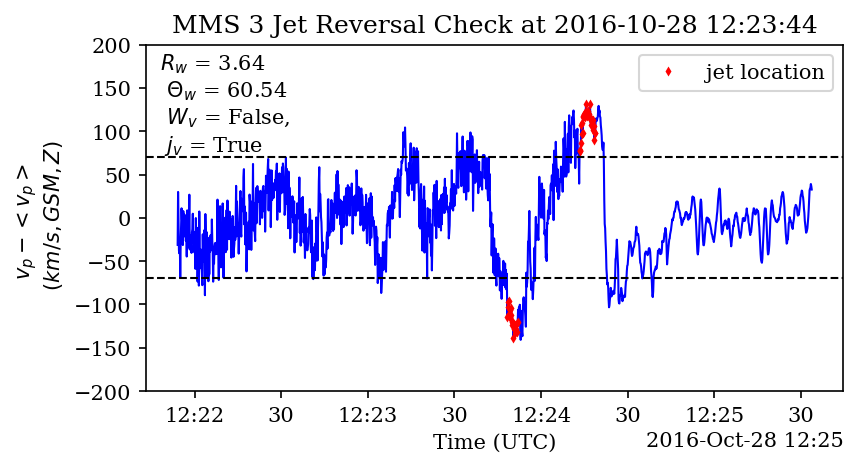 MMS 3 Jet Reversal Check at 2016-10-28 12:23:44
R_w = 3.64
Θ_w = 60.54
W_v = False,
j_v = True
jet location
v_p − < v_p >
(km/s, GSM, Z)
200
150
100
50
0
−50
−100
−150
−200
12:22 30 12:23 30 12:24 30 12:25 30
Time (UTC)
2016-Oct-28 12:25